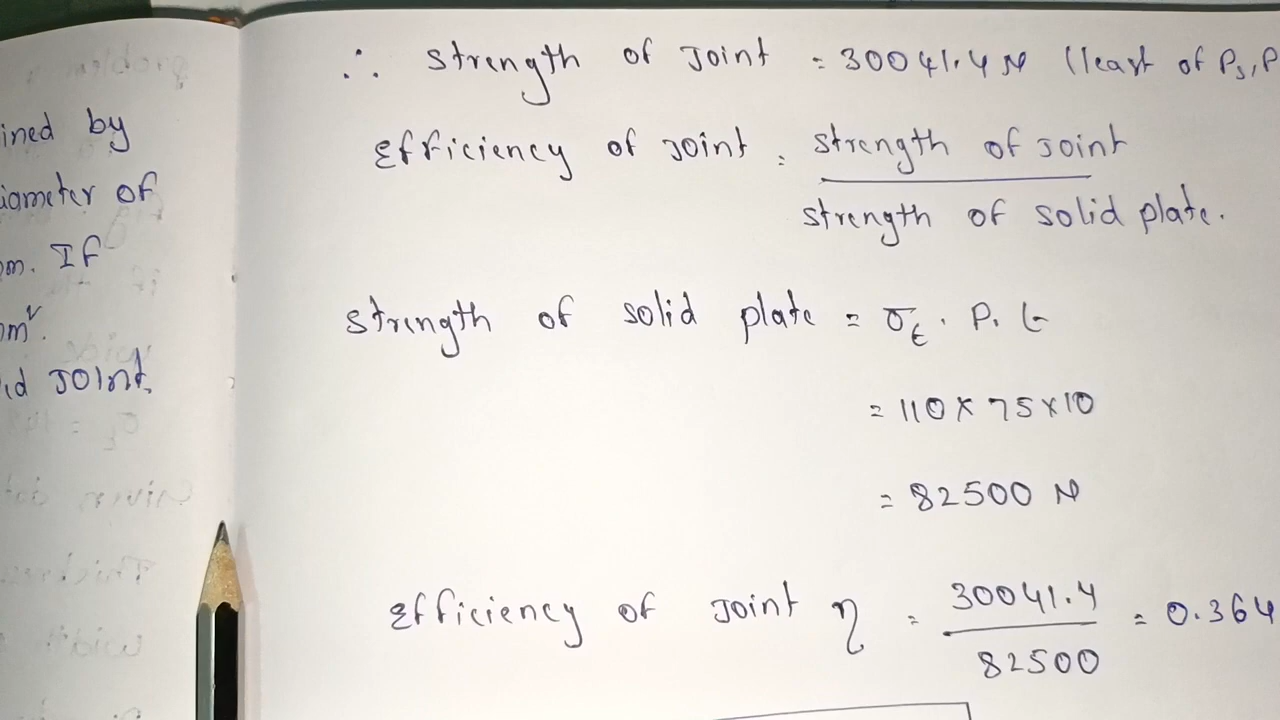 ined by
iameter of
m. If
m².
id JOint.
∴ Strength of Joint = 30041.4 N (least of Ps, P
Efficiency of Joint = strength of Joint
strength of solid plate.
Strength of solid plate = σt . P. t
= 110 x 75 x 10
= 82500 N
Efficiency of Joint η = 30041.4 = 0.364
82500